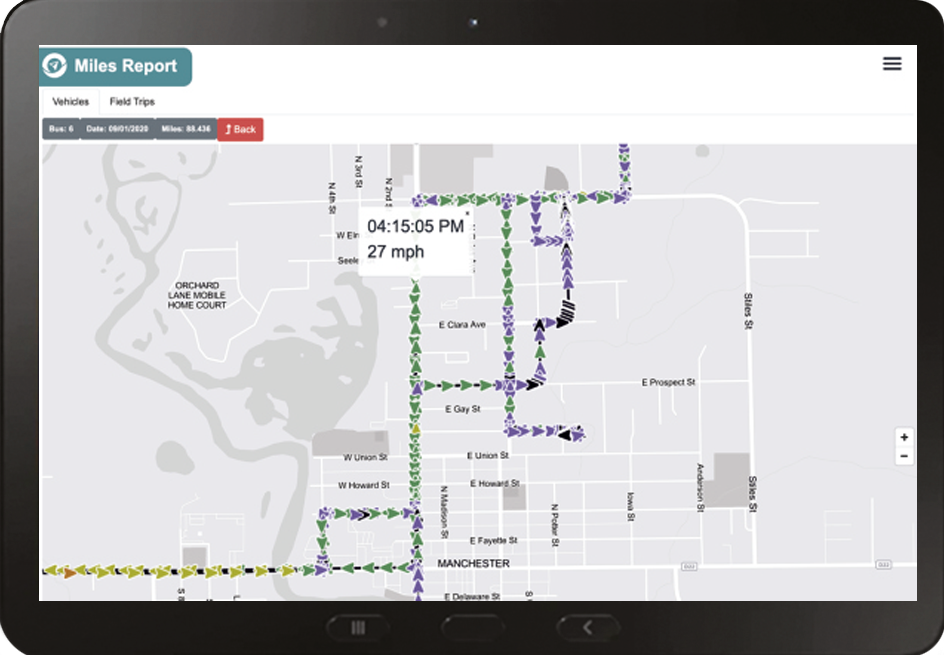 Miles Report
Vehicles
Field Trips
Bus: 6
Date: 09/01/2020
Miles: 88.436
Back
N 3rd St
N 4th St
N 2nd
04:15:05 PM
27 mph
W Eln
Seele
ORCHARD
LANE MOBILE
HOME COURT
E Clara Ave
Stiles St
E Prospect St
E Gay St
W Union St
E Union St
W Howard St
E Howard St
N Madison St
N Potter St
Iowa St
Anderson St
Stiles St
E Fayette St
MANCHESTER
E Delaware St
+
−